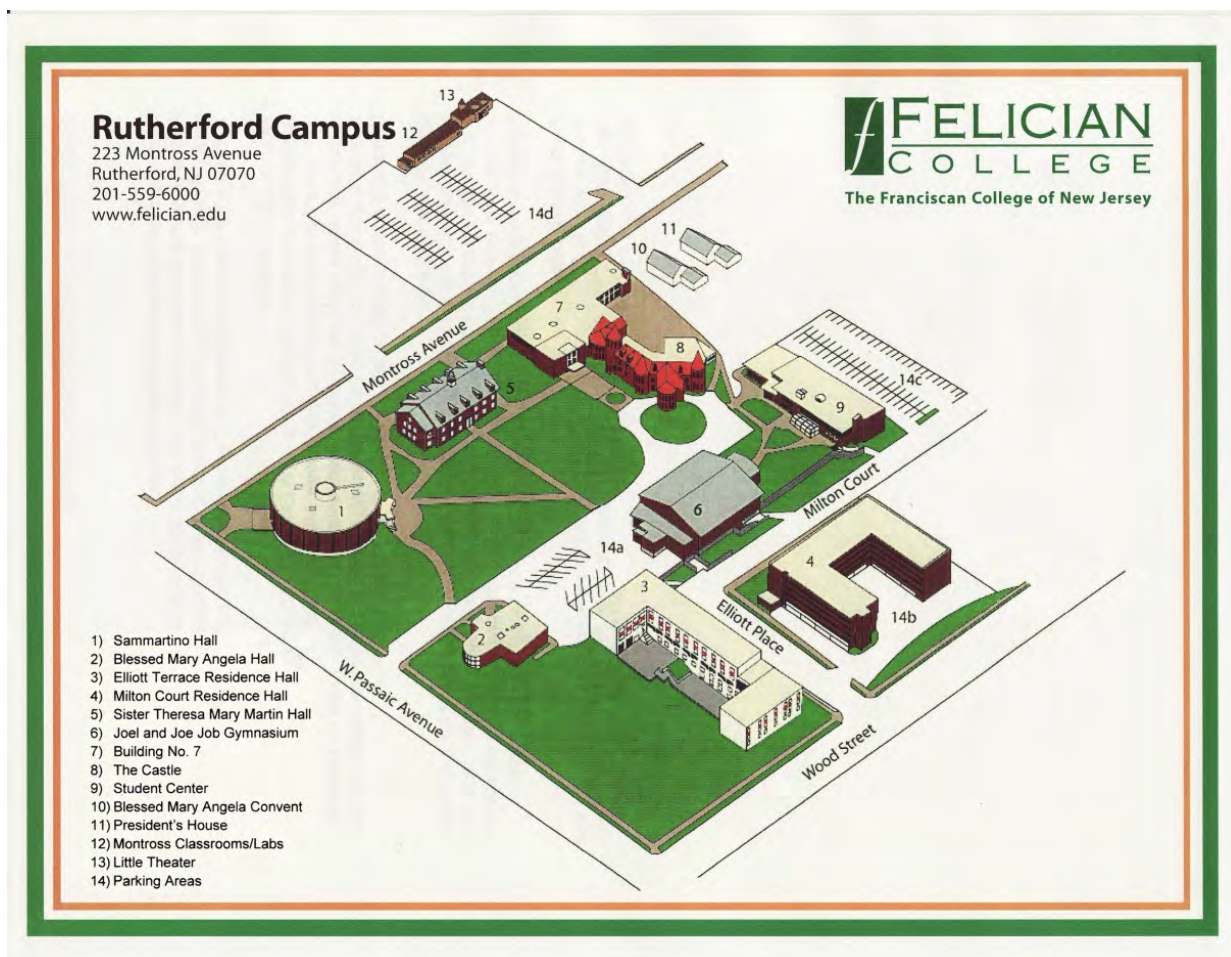 Rutherford Campus
223 Montross Avenue
Rutherford, NJ 07070
201-559-6000
www.felician.edu
f FELICIAN
COLLEGE
The Franciscan College of New Jersey
13
12
14d
11
10
7
8
Montross Avenue
5
14c
9
1
6
Milton Court
14a
4
3
Elliott Place
14b
2
W. Passaic Avenue
Wood Street
1) Sammartino Hall
2) Blessed Mary Angela Hall
3) Elliott Terrace Residence Hall
4) Milton Court Residence Hall
5) Sister Theresa Mary Martin Hall
6) Joel and Joe Job Gymnasium
7) Building No. 7
8) The Castle
9) Student Center
10) Blessed Mary Angela Convent
11) President's House
12) Montross Classrooms/Labs
13) Little Theater
14) Parking Areas